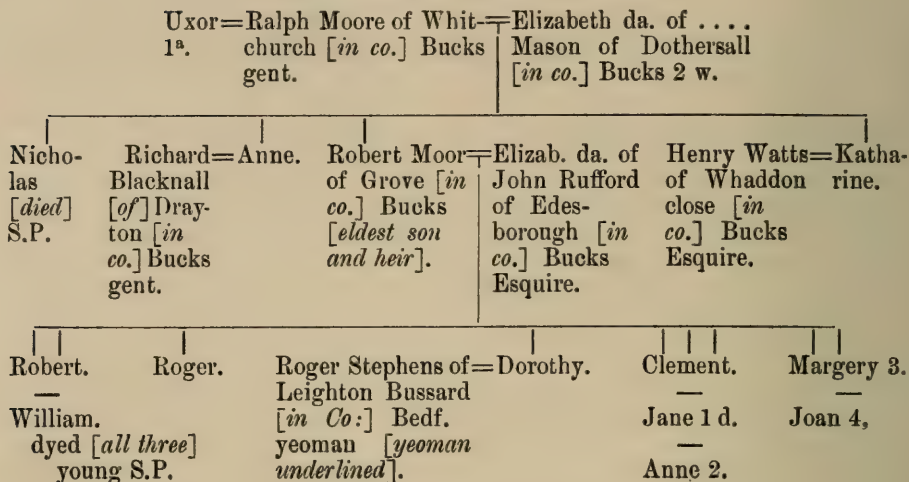 Uxor=Ralph Moore of Whit-=Elizabeth da. of . . . .
1ª. church [in co.] Bucks Mason of Dothersall
gent. [in co.] Bucks 2 w.
Nicho- Richard=Anne. Robert Moor=Elizab. da. of Henry Watts=Katha-
las Blacknall of Grove [in John Rufford of Whaddon rine.
[died] [of] Dray- co.] Bucks of Edes- close [in
S.P. ton [in [eldest son borough [in co.] Bucks
co.] Bucks and heir]. co.] Bucks Esquire.
gent. Esquire.
Robert. Roger. Roger Stephens of=Dorothy. Clement. Margery 3.
— Leighton Bussard — —
William. [in Co:] Bedf. Jane 1 d. Joan 4,
dyed [all three] yeoman [yeoman —
young S.P. underlined]. Anne 2.